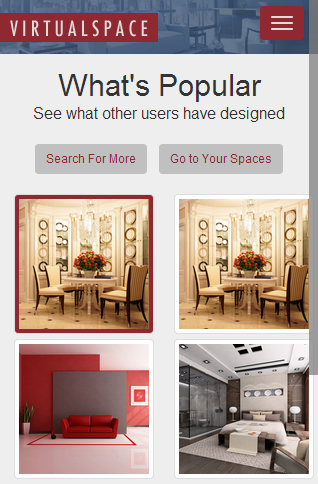 VIRTUALSPACE
What's Popular
See what other users have designed
Search For More
Go to Your Spaces